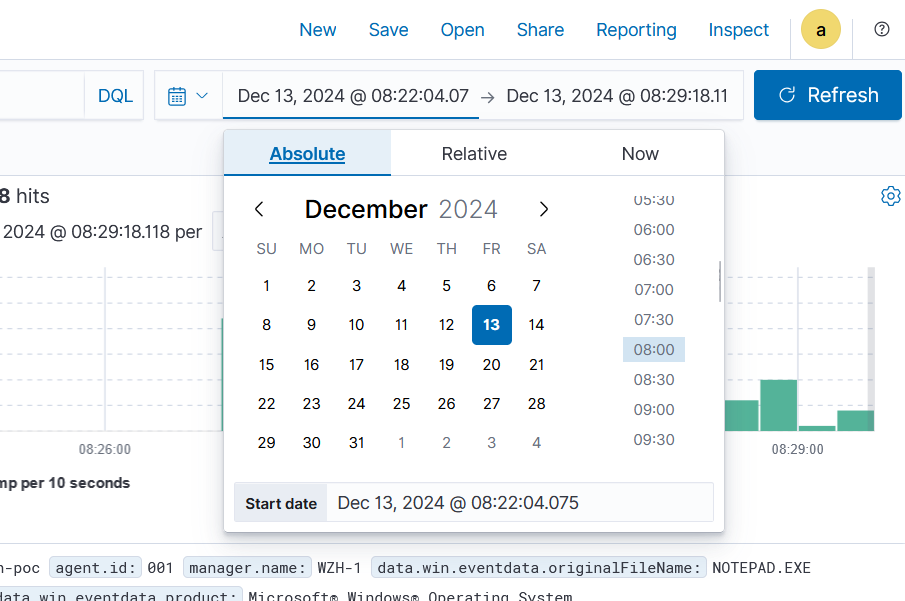 New Save Open Share Reporting Inspect a
DQL Dec 13, 2024 @ 08:22:04.07 → Dec 13, 2024 @ 08:29:18.11 Refresh
Absolute Relative Now
8 hits
2024 @ 08:29:18.118 per
December 2024
SU MO TU WE TH FR SA
1 2 3 4 5 6 7
8 9 10 11 12 13 14
15 16 17 18 19 20 21
22 23 24 25 26 27 28
29 30 31 1 2 3 4
05:30
06:00
06:30
07:00
07:30
08:00
08:30
09:00
09:30
08:26:00 08:29:00
mp per 10 seconds
Start date Dec 13, 2024 @ 08:22:04.075
n-poc agent.id: 001 manager.name: WZH-1 data.win.eventdata.originalFileName: NOTEPAD.EXE
data.win.eventdata.product: Microsoft® Windows® Operating System